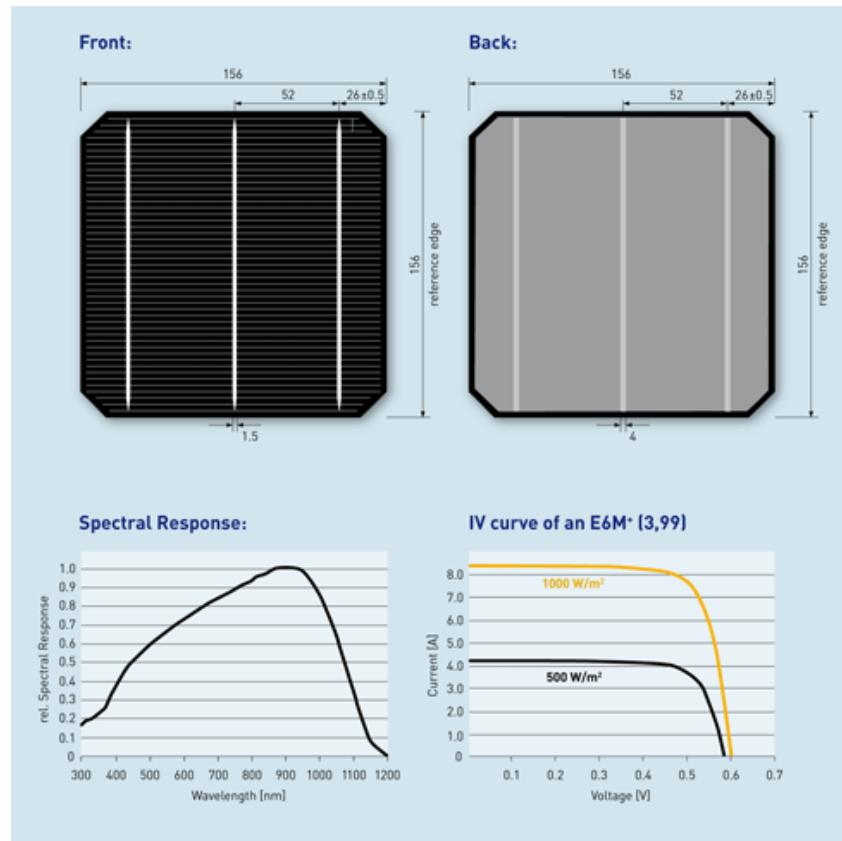 Front:
156
52
26±0.5
156
reference edge
1.5
Back:
156
52
26±0.5
156
reference edge
4
Spectral Response:
rel. Spectral Response
1.0
0.9
0.8
0.7
0.6
0.5
0.4
0.3
0.2
0.1
0
300 400 500 600 700 800 900 1000 1100 1200
Wavelength [nm]
IV curve of an E6M⁺ (3,99)
Current [A]
8.0
7.0
6.0
5.0
4.0
3.0
2.0
1.0
0
1000 W/m²
500 W/m²
0.1 0.2 0.3 0.4 0.5 0.6 0.7
Voltage [V]